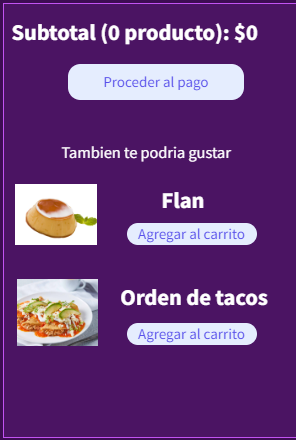 Subtotal (0 producto): $0
Proceder al pago
Tambien te podria gustar
Flan
Agregar al carrito
Orden de tacos
Agregar al carrito